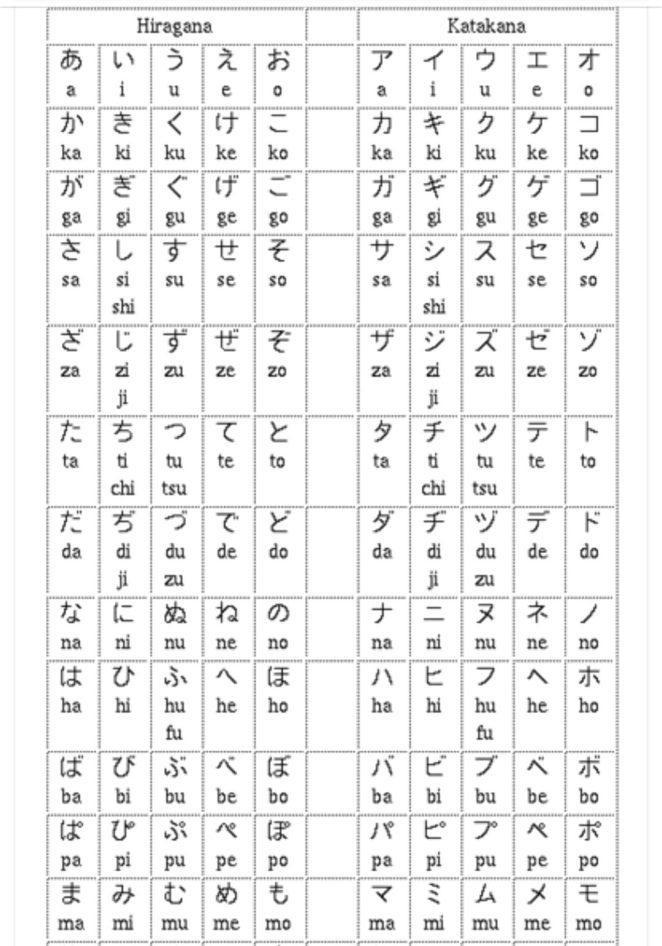 Hiragana Katakana
あ い う え お ア イ ウ エ オ
a i u e o a i u e o
か き く け こ カ キ ク ケ コ
ka ki ku ke ko ka ki ku ke ko
が ぎ ぐ げ ご ガ ギ グ ゲ ゴ
ga gi gu ge go ga gi gu ge go
さ し す せ そ サ シ ス セ ソ
sa si su se so sa si su se so
shi shi
ざ じ ず ぜ ぞ ザ ジ ズ ゼ ゾ
za zi zu ze zo za zi zu ze zo
ji ji
た ち つ て と タ チ ツ テ ト
ta ti tu te to ta ti tu te to
chi tsu chi tsu
だ ぢ づ で ど ダ ヂ ヅ デ ド
da di du de do da di du de do
ji zu ji zu
な に ぬ ね の ナ ニ ヌ ネ ノ
na ni nu ne no na ni nu ne no
は ひ ふ へ ほ ハ ヒ フ ヘ ホ
ha hi hu he ho ha hi hu he ho
fu fu
ば び ぶ べ ぼ バ ビ ブ ベ ボ
ba bi bu be bo ba bi bu be bo
ぱ ぴ ぷ ぺ ぽ パ ピ プ ペ ポ
pa pi pu pe po pa pi pu pe po
ま み む め も マ ミ ム メ モ
ma mi mu me mo ma mi mu me mo